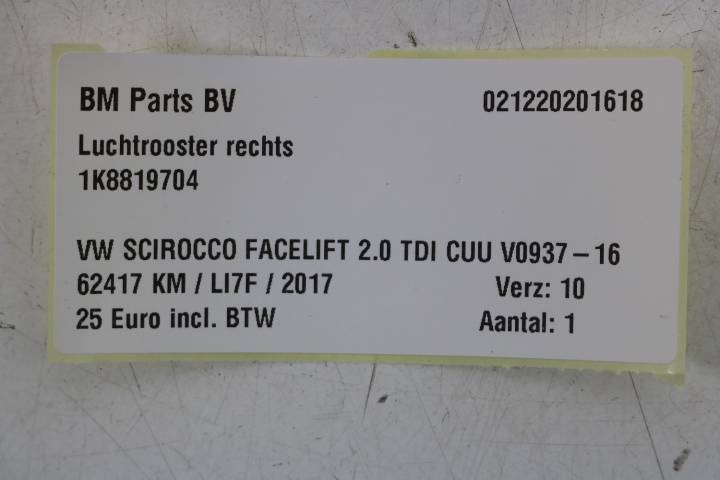 BM Parts BV 021220201618
Luchtrooster rechts
1K8819704
VW SCIROCCO FACELIFT 2.0 TDI CUU V0937-16
62417 KM / LI7F / 2017 Verz: 10
25 Euro incl. BTW Aantal: 1